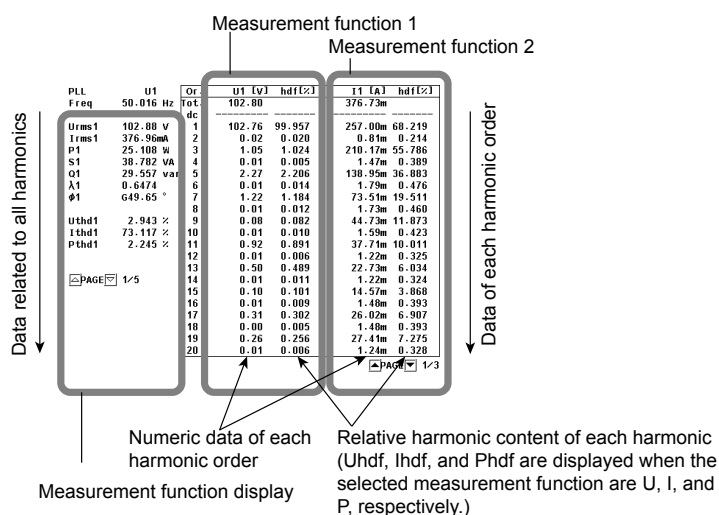 Measurement function 1
Measurement function 2
PLL U1 Or. U1 [V] hdf[%] I1 [A] hdf[%]
Freq 50.016 Hz Tot. 102.80 376.73m
dc -------- ------- -------- -------
Urms1 102.88 V 1 102.76 99.957 257.00m 68.219
Irms1 376.96mA 2 0.02 0.020 0.81m 0.214
P1 25.108 W 3 1.05 1.024 210.17m 55.786
S1 38.782 VA 4 0.01 0.005 1.47m 0.389
Q1 29.557 var 5 2.27 2.206 138.95m 36.883
λ1 0.6474 6 0.01 0.014 1.79m 0.476
φ1 G49.65 ° 7 1.22 1.184 73.51m 19.511
8 0.01 0.012 1.73m 0.460
Uthd1 2.943 % 9 0.08 0.082 44.73m 11.873
Ithd1 73.117 % 10 0.01 0.010 1.59m 0.423
Pthd1 2.245 % 11 0.92 0.891 37.71m 10.011
12 0.01 0.006 1.22m 0.325
13 0.50 0.489 22.73m 6.034
△PAGE▽ 1/5 14 0.01 0.011 1.22m 0.324
15 0.10 0.101 14.57m 3.868
16 0.01 0.009 1.48m 0.393
17 0.31 0.302 26.02m 6.907
18 0.00 0.005 1.48m 0.393
19 0.26 0.256 27.41m 7.275
20 0.01 0.006 1.24m 0.328
▲PAGE▼ 1/3
Data related to all harmonics
Data of each harmonic order
Numeric data of each
harmonic order
Measurement function display
Relative harmonic content of each harmonic
(Uhdf, Ihdf, and Phdf are displayed when the
selected measurement function are U, I, and
P, respectively.)